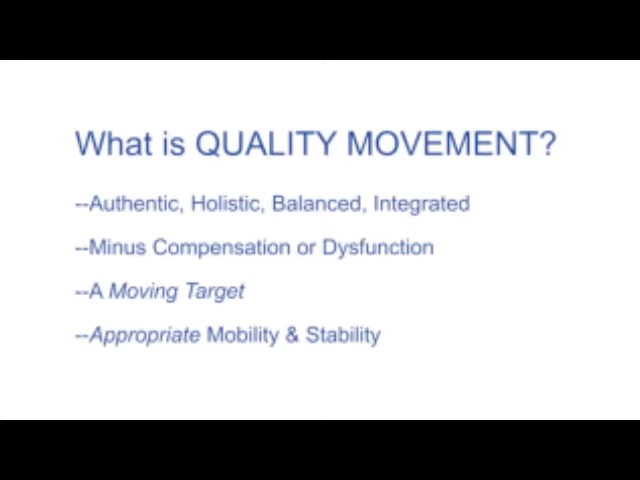 What is QUALITY MOVEMENT?
--Authentic, Holistic, Balanced, Integrated
--Minus Compensation or Dysfunction
--A Moving Target
--Appropriate Mobility & Stability